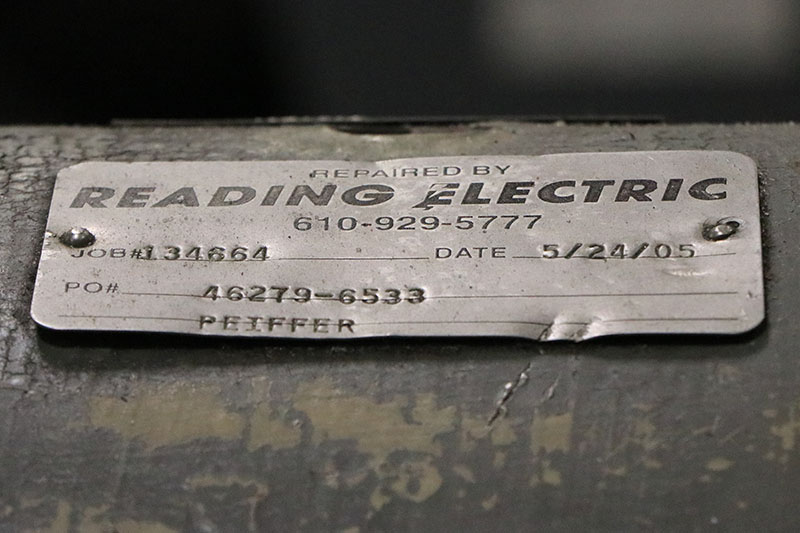 REPAIRED BY
READING ELECTRIC
610-929-5777
JOB# 134664 DATE 5/24/05
PO# 46279-6533
PEIFFER